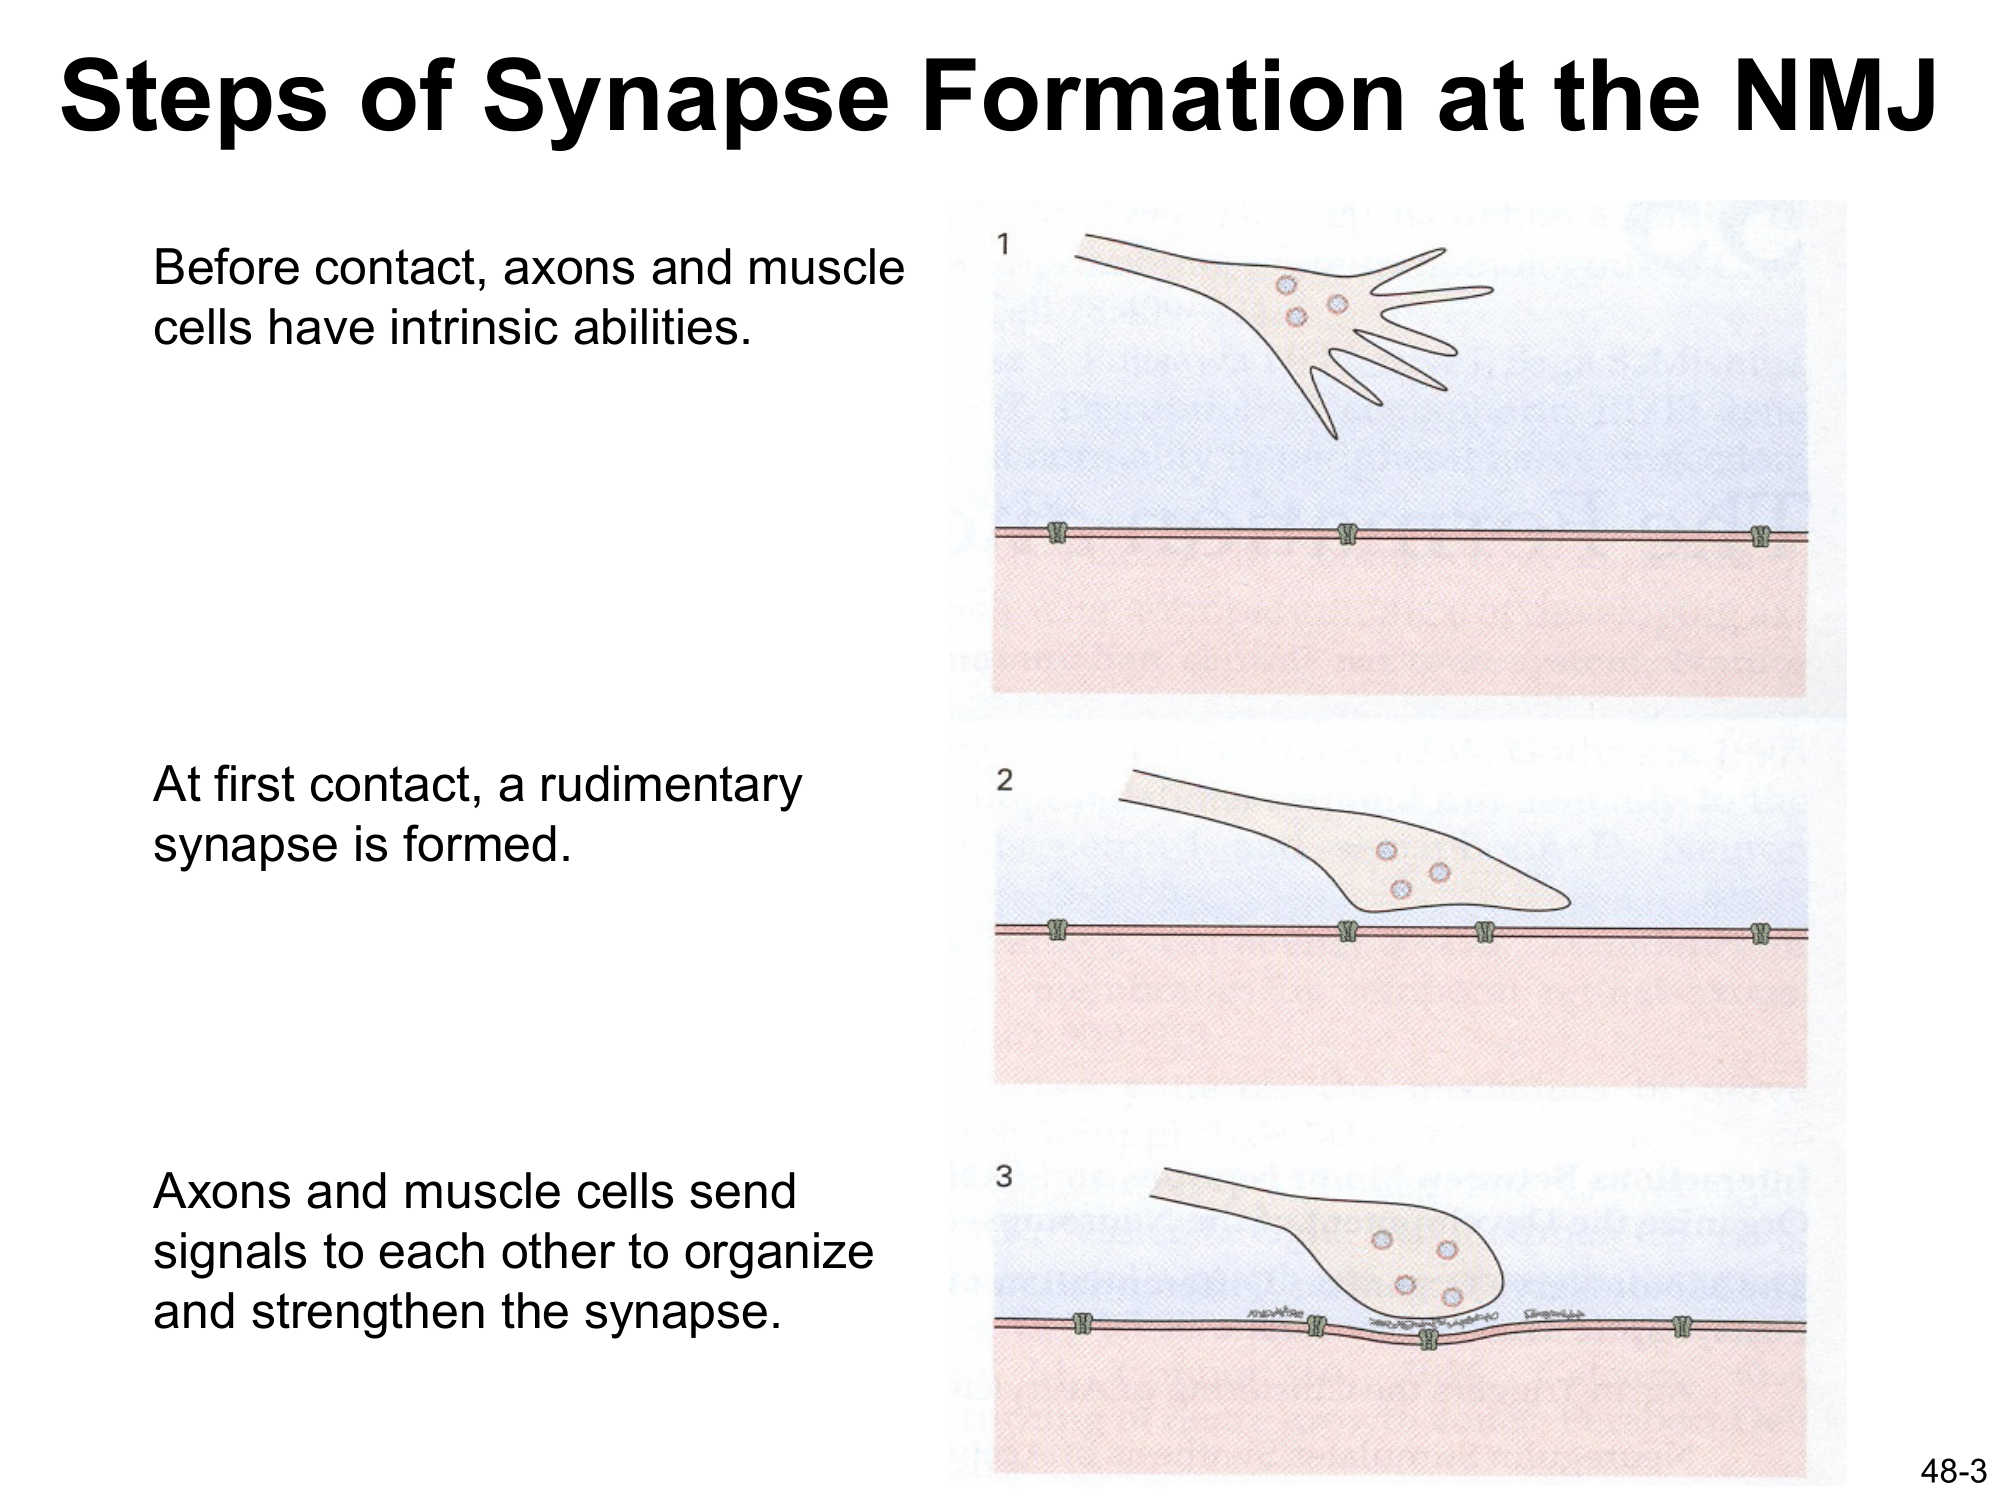 Steps of Synapse Formation at the NMJ
Before contact, axons and muscle
cells have intrinsic abilities.
1
At first contact, a rudimentary
synapse is formed.
2
Axons and muscle cells send
signals to each other to organize
and strengthen the synapse.
3
48-3